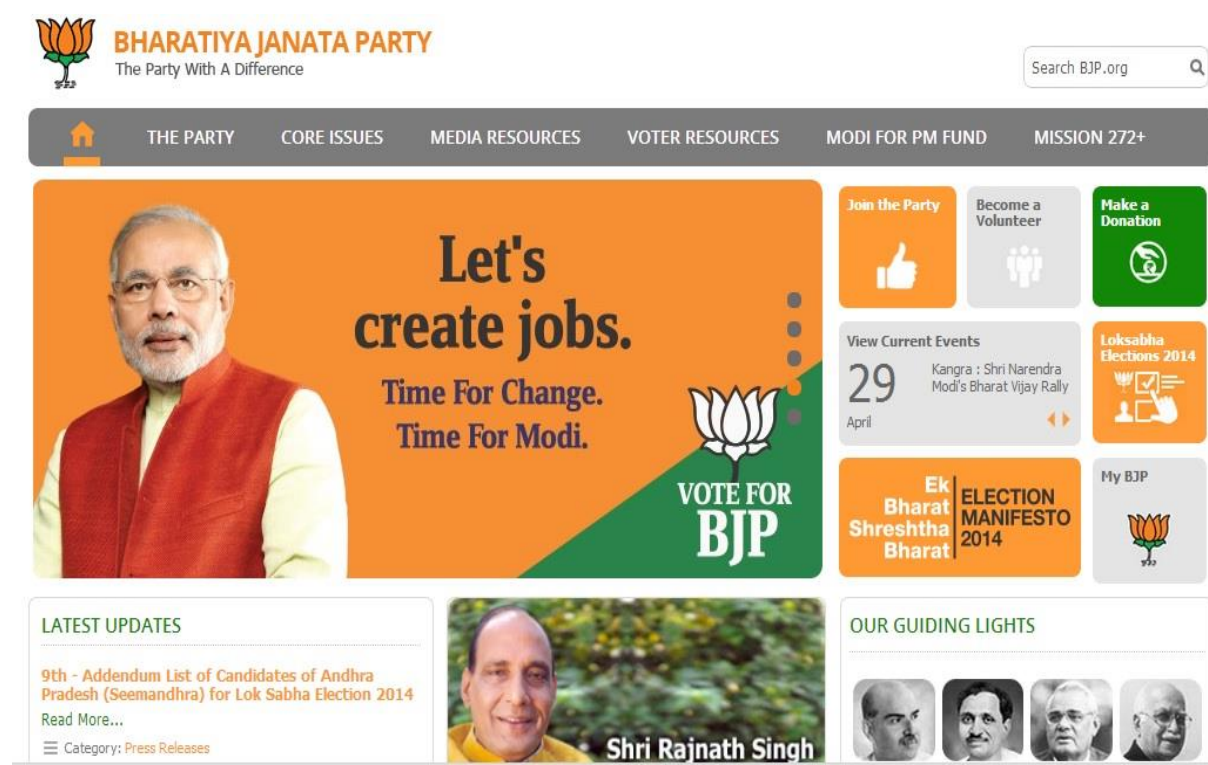 BHARATIYA JANATA PARTY
The Party With A Difference
Search BJP.org
THE PARTY CORE ISSUES MEDIA RESOURCES VOTER RESOURCES MODI FOR PM FUND MISSION 272+
Let's
create jobs.
Time For Change.
Time For Modi.
VOTE FOR
BJP
Join the Party
Become a
Volunteer
Make a
Donation
View Current Events
29
April
Kangra : Shri Narendra
Modi's Bharat Vijay Rally
Loksabha
Elections 2014
Ek
Bharat
Shreshtha
Bharat
ELECTION
MANIFESTO
2014
My BJP
LATEST UPDATES
9th - Addendum List of Candidates of Andhra
Pradesh (Seemandhra) for Lok Sabha Election 2014
Read More...
Category: Press Releases
Shri Rajnath Singh
OUR GUIDING LIGHTS